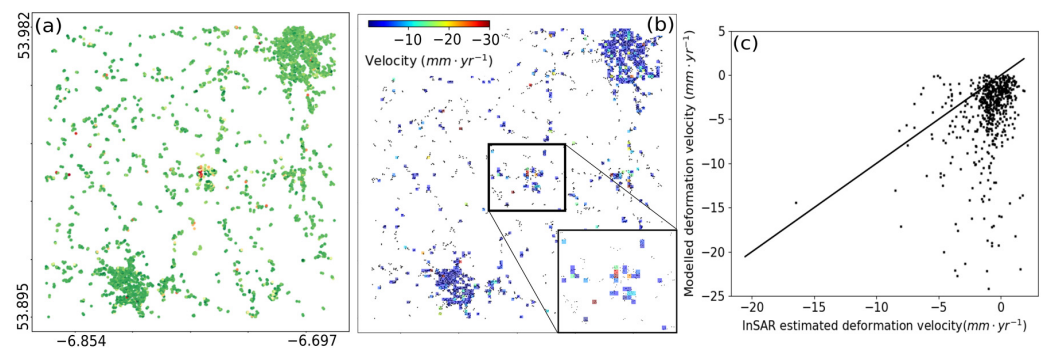 (a)
53.982
53.895
−6.854
−6.697
(b)
−10 −20 −30
Velocity (mm · yr⁻¹)
(c)
Modelled deformation velocity (mm · yr⁻¹)
5
0
−5
−10
−15
−20
−25
−20 −15 −10 −5 0
InSAR estimated deformation velocity(mm · yr⁻¹)